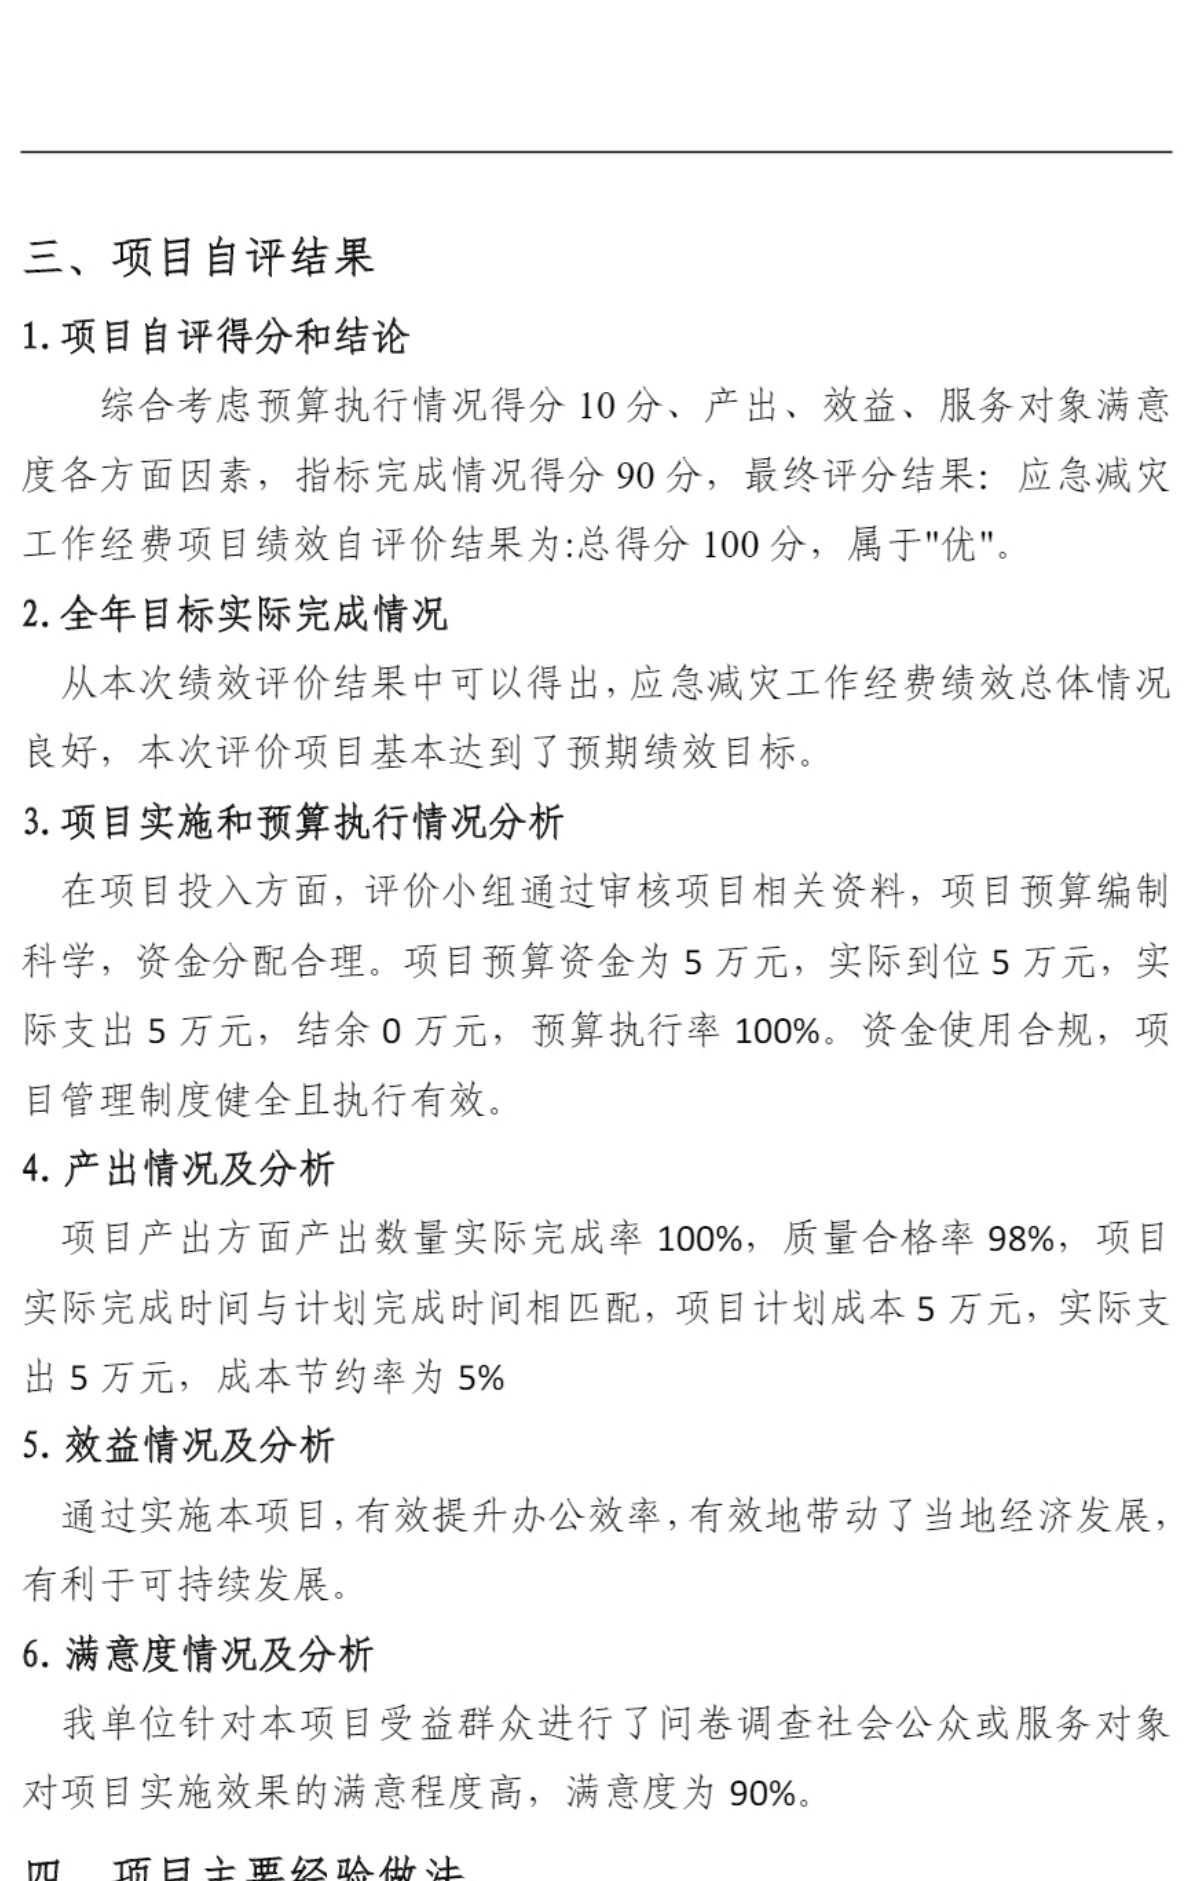 三、项目自评结果
1.项目自评得分和结论
综合考虑预算执行情况得分 10 分、产出、效益、服务对象满意
度各方面因素，指标完成情况得分 90 分，最终评分结果：应急减灾
工作经费项目绩效自评价结果为:总得分 100 分，属于"优"。
2.全年目标实际完成情况
从本次绩效评价结果中可以得出，应急减灾工作经费绩效总体情况
良好，本次评价项目基本达到了预期绩效目标。
3.项目实施和预算执行情况分析
在项目投入方面，评价小组通过审核项目相关资料，项目预算编制
科学，资金分配合理。项目预算资金为 5 万元，实际到位 5 万元，实
际支出 5 万元，结余 0 万元，预算执行率 100%。资金使用合规，项
目管理制度健全且执行有效。
4. 产出情况及分析
项目产出方面产出数量实际完成率 100%，质量合格率 98%，项目
实际完成时间与计划完成时间相匹配，项目计划成本 5 万元，实际支
出 5 万元，成本节约率为 5%
5. 效益情况及分析
通过实施本项目，有效提升办公效率，有效地带动了当地经济发展，
有利于可持续发展。
6. 满意度情况及分析
我单位针对本项目受益群众进行了问卷调查社会公众或服务对象
对项目实施效果的满意程度高，满意度为 90%。
四、项目主要经验做法